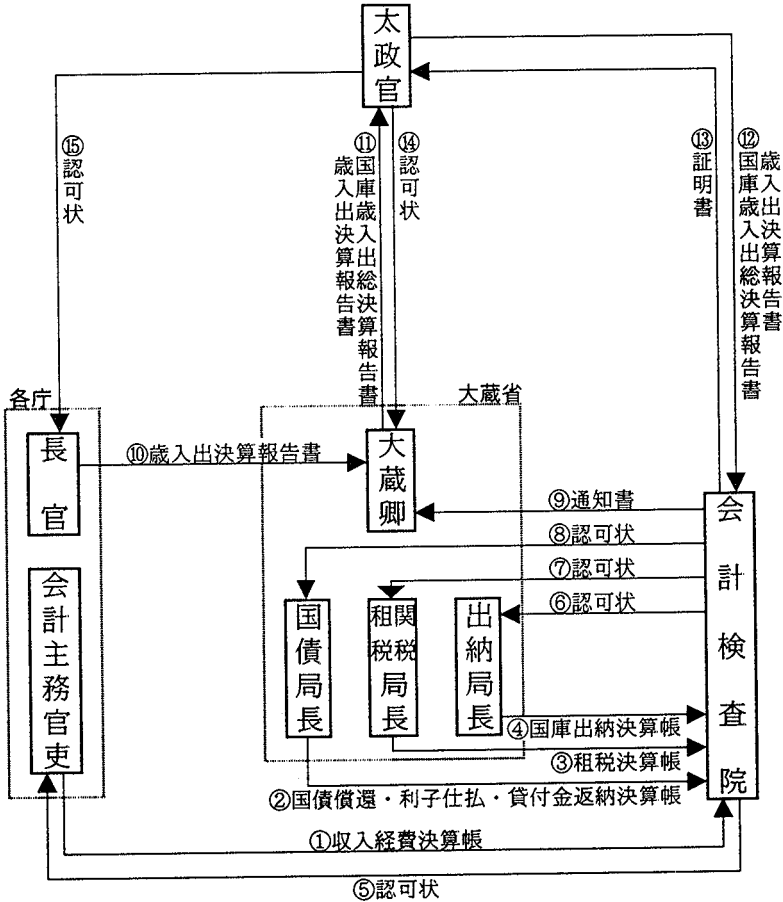 太政官
⑮認可状
⑪国庫歳入出総決算報告書
歳入出決算報告書
⑭認可状
⑬証明書
⑫歳入出決算報告書
国庫歳入出総決算報告書
各庁
大蔵省
長官
⑩歳入出決算報告書
大蔵卿
⑨通知書
⑧認可状
⑦認可状
⑥認可状
会計検査院
会計主務官吏
国債局長
租税
関税
局長
出納局長
④国庫出納決算帳
③租税決算帳
②国債償還・利子仕払・貸付金返納決算帳
①収入経費決算帳
⑤認可状